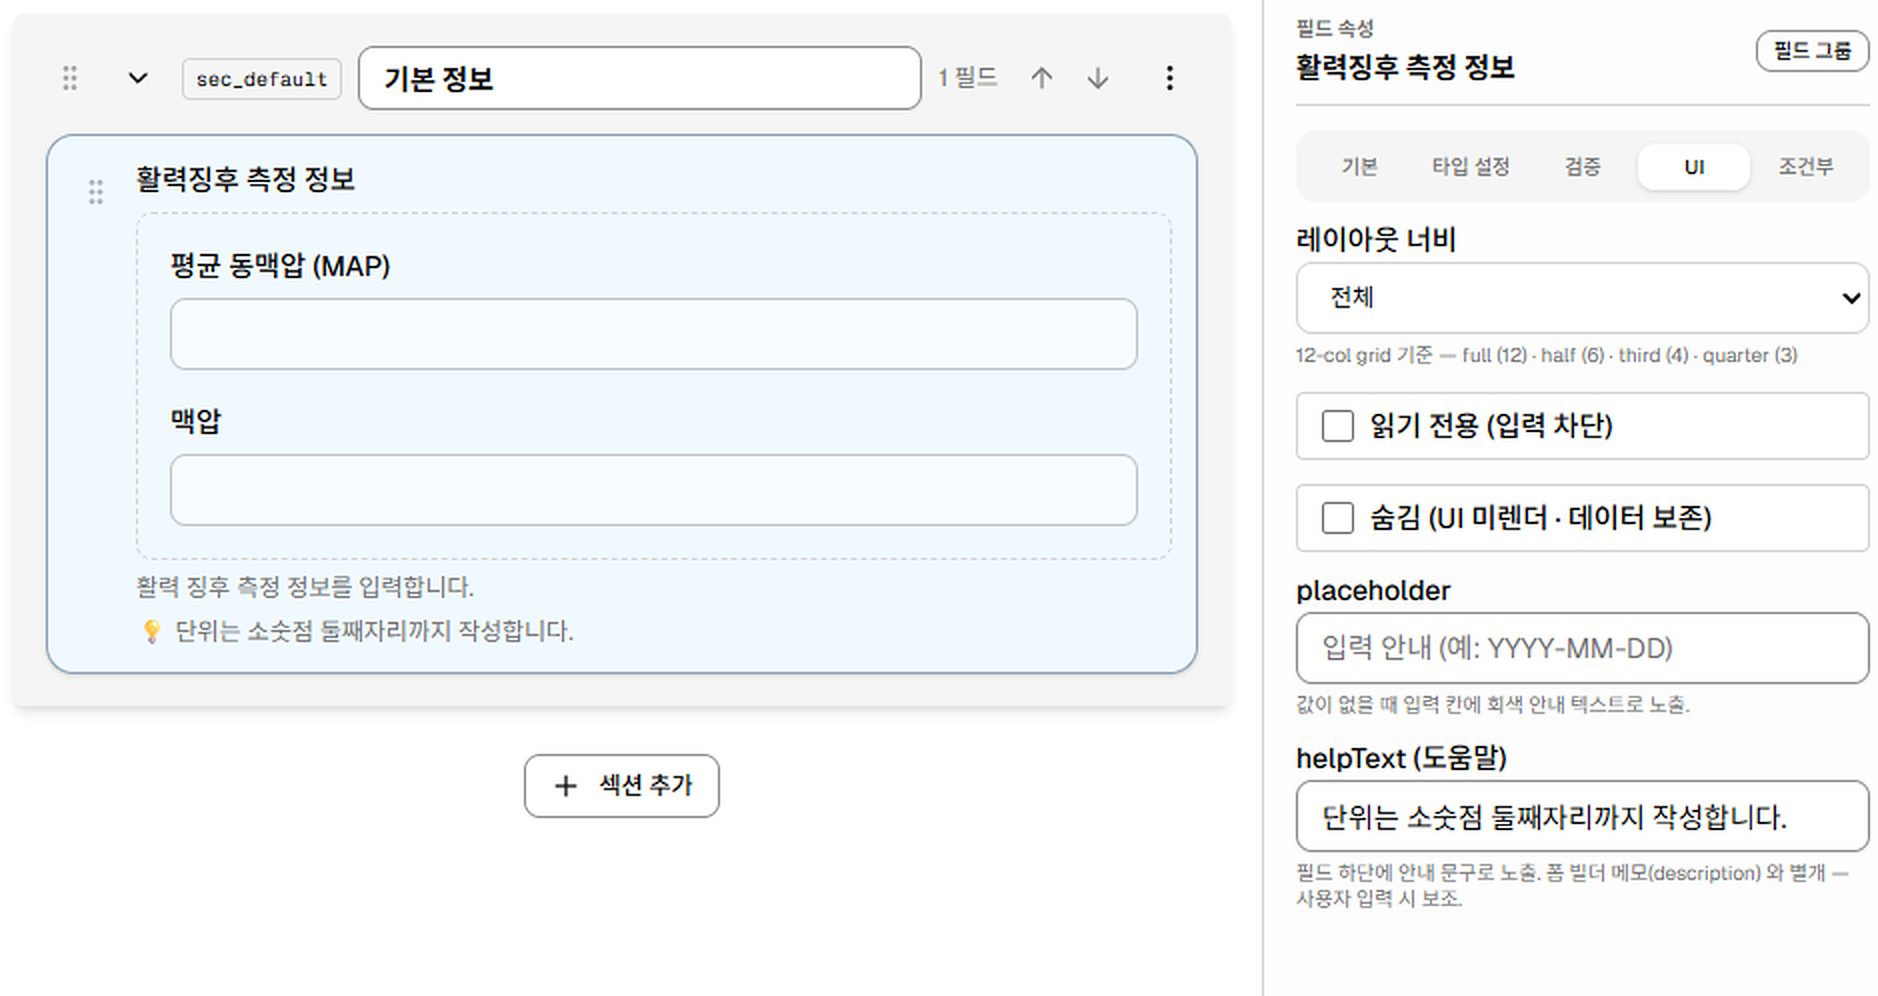 sec_default
기본 정보
1 필드
활력징후 측정 정보
평균 동맥압 (MAP)
맥압
활력 징후 측정 정보를 입력합니다.
💡 단위는 소숫점 둘째자리까지 작성합니다.
+ 섹션 추가
필드 속성
활력징후 측정 정보
필드 그룹
기본
타입 설정
검증
UI
조건부
레이아웃 너비
전체
12-col grid 기준 — full (12) · half (6) · third (4) · quarter (3)
읽기 전용 (입력 차단)
숨김 (UI 미렌더 · 데이터 보존)
placeholder
입력 안내 (예: YYYY-MM-DD)
값이 없을 때 입력 칸에 회색 안내 텍스트로 노출.
helpText (도움말)
단위는 소숫점 둘째자리까지 작성합니다.
필드 하단에 안내 문구로 노출. 폼 빌더 메모(description) 와 별개 —
사용자 입력 시 보조.